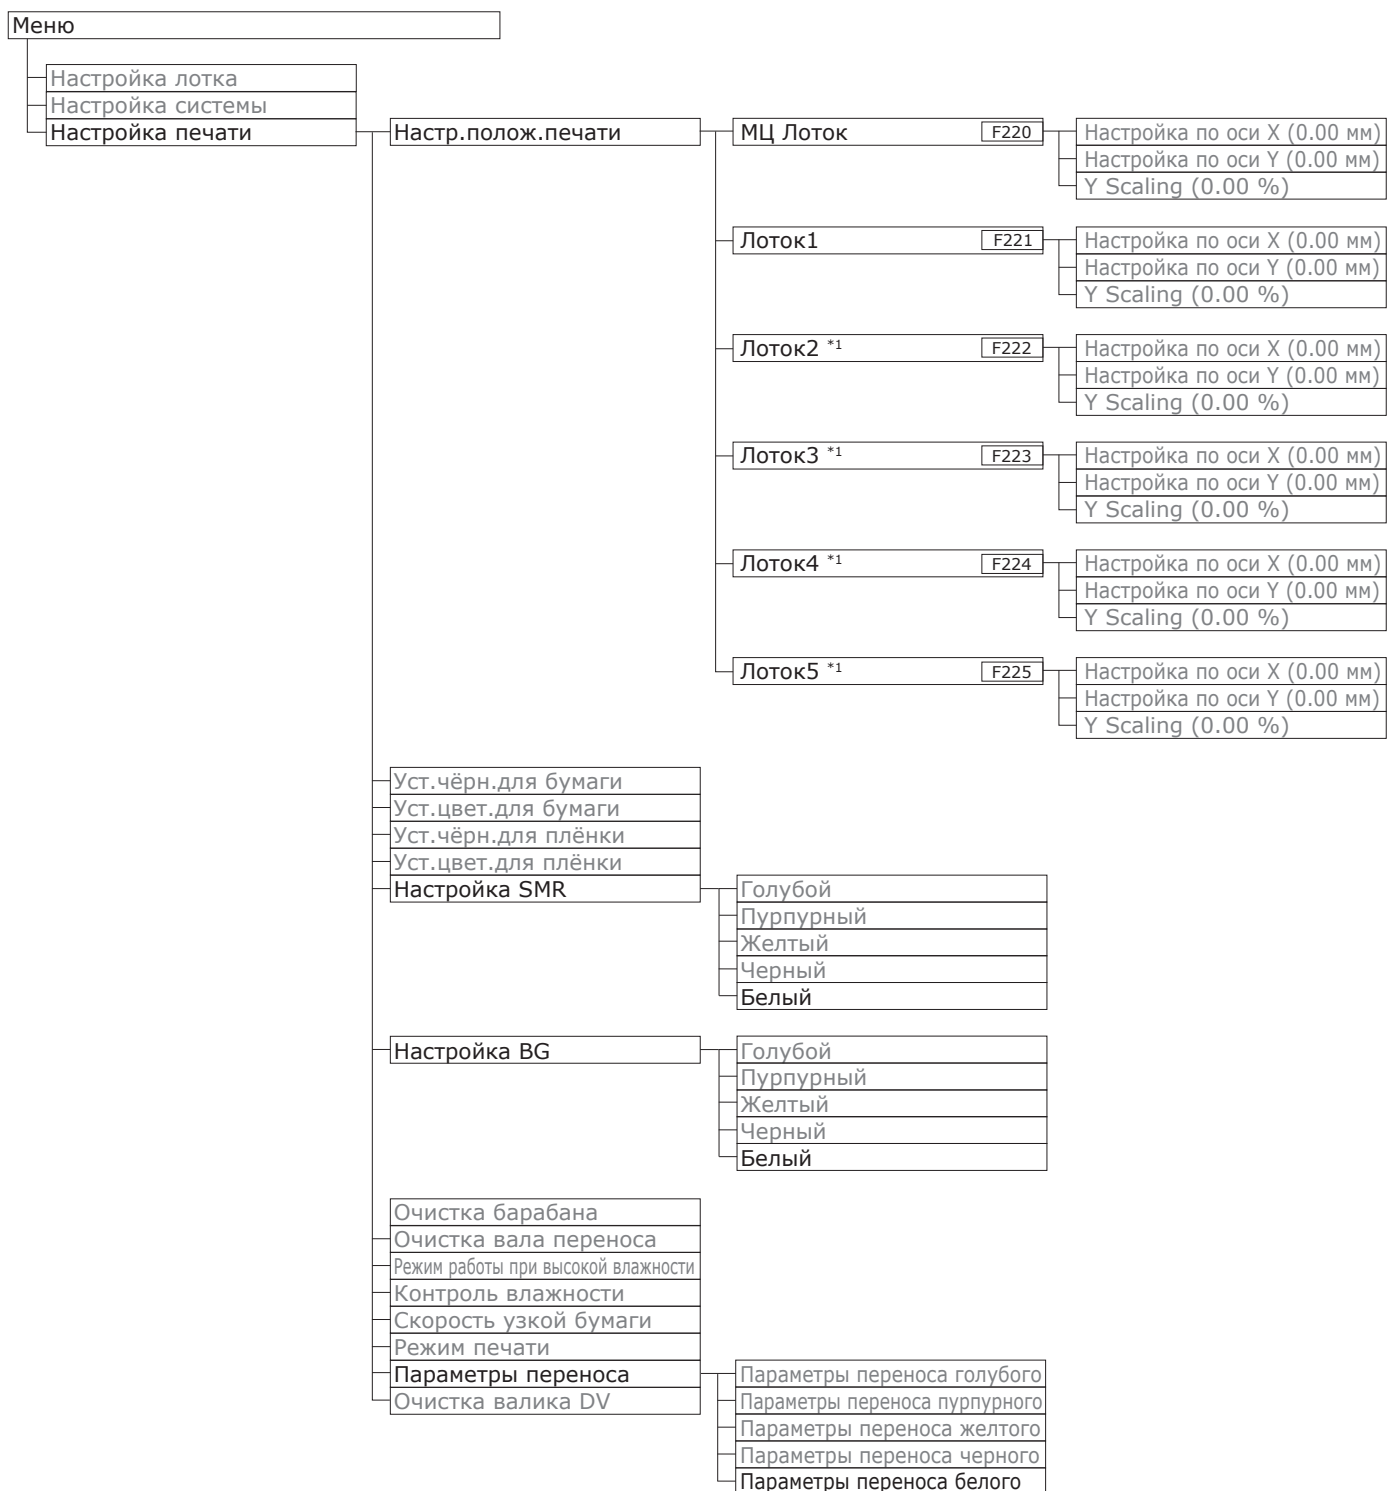 Меню
Настройка лотка
Настройка системы
Настройка печати
Настр.полож.печати
МЦ Лоток F220
Настройка по оси X (0.00 мм)
Настройка по оси Y (0.00 мм)
Y Scaling (0.00 %)
Лоток1 F221
Настройка по оси X (0.00 мм)
Настройка по оси Y (0.00 мм)
Y Scaling (0.00 %)
Лоток2 *1 F222
Настройка по оси X (0.00 мм)
Настройка по оси Y (0.00 мм)
Y Scaling (0.00 %)
Лоток3 *1 F223
Настройка по оси X (0.00 мм)
Настройка по оси Y (0.00 мм)
Y Scaling (0.00 %)
Лоток4 *1 F224
Настройка по оси X (0.00 мм)
Настройка по оси Y (0.00 мм)
Y Scaling (0.00 %)
Лоток5 *1 F225
Настройка по оси X (0.00 мм)
Настройка по оси Y (0.00 мм)
Y Scaling (0.00 %)
Уст.чёрн.для бумаги
Уст.цвет.для бумаги
Уст.чёрн.для плёнки
Уст.цвет.для плёнки
Настройка SMR
Голубой
Пурпурный
Желтый
Черный
Белый
Настройка BG
Голубой
Пурпурный
Желтый
Черный
Белый
Очистка барабана
Очистка вала переноса
Режим работы при высокой влажности
Контроль влажности
Скорость узкой бумаги
Режим печати
Параметры переноса
Очистка валика DV
Параметры переноса голубого
Параметры переноса пурпурного
Параметры переноса желтого
Параметры переноса черного
Параметры переноса белого